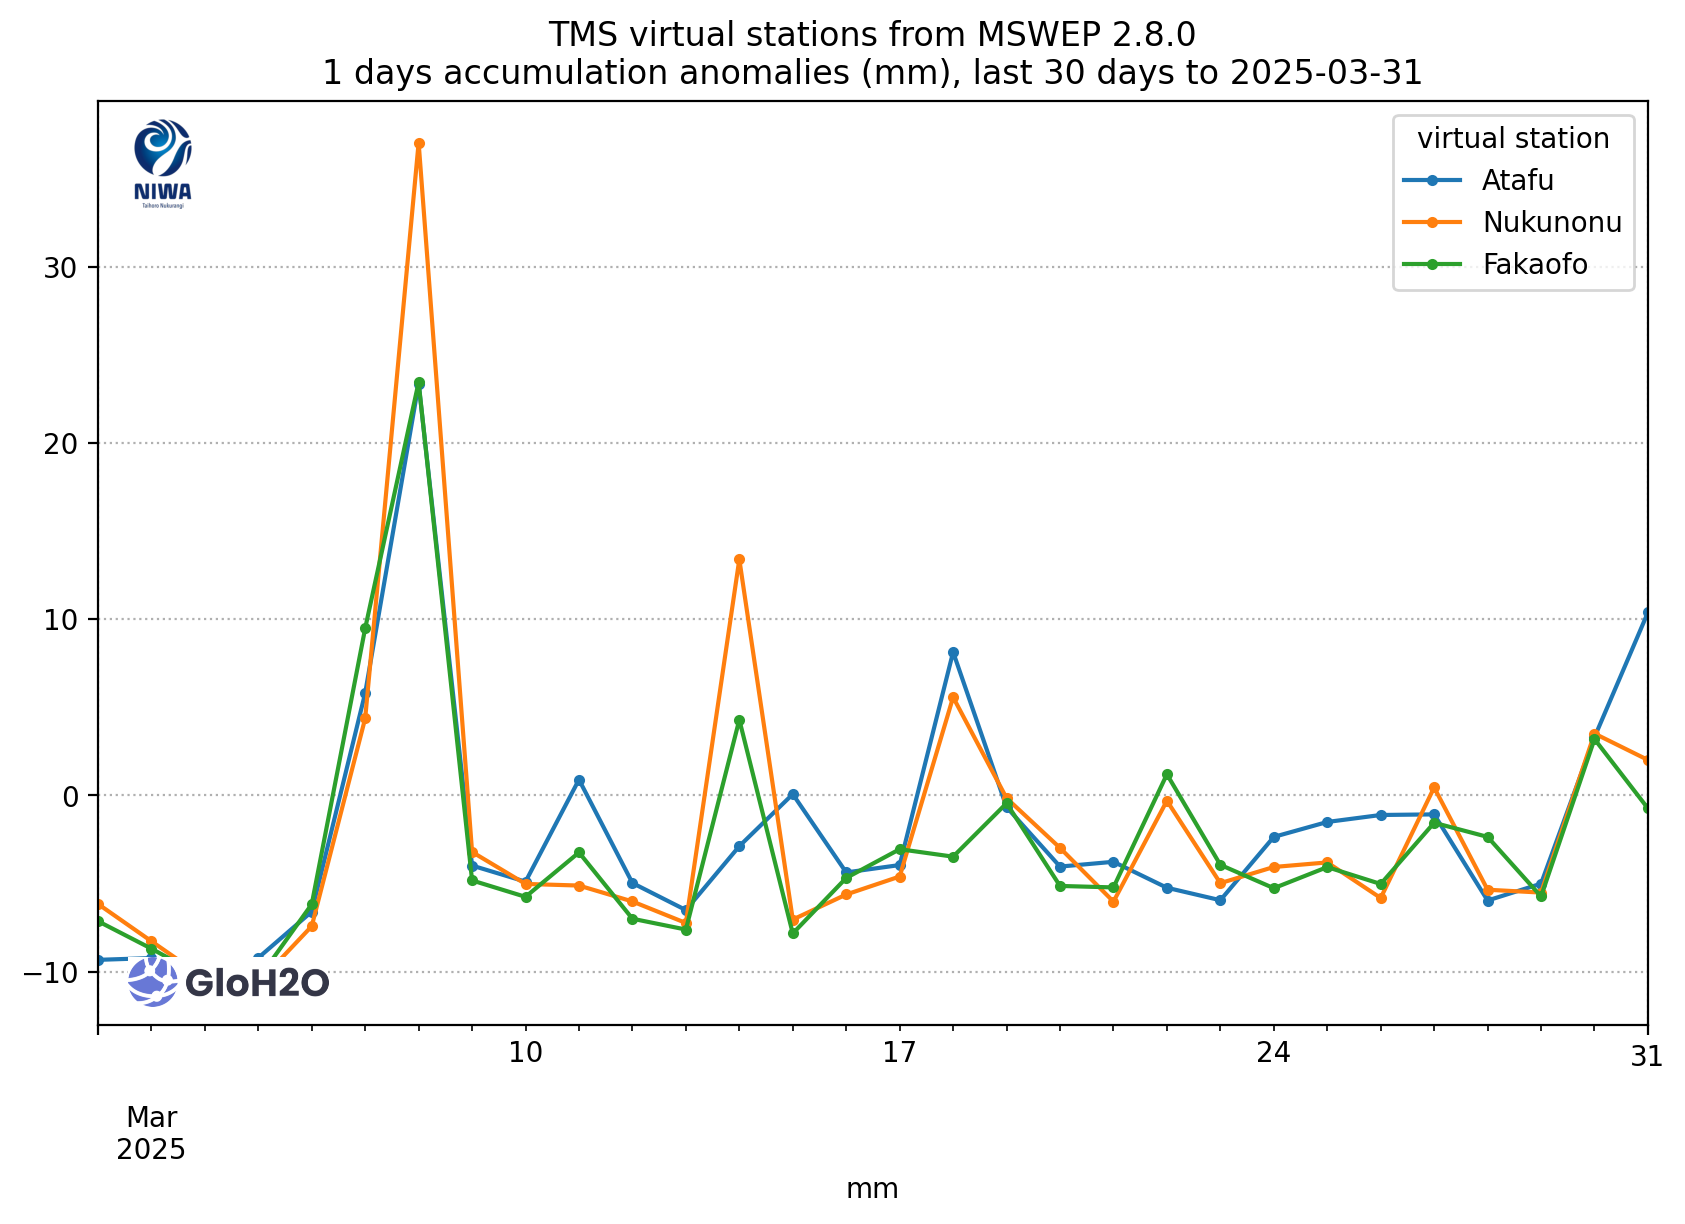 TMS virtual stations from MSWEP 2.8.0
1 days accumulation anomalies (mm), last 30 days to 2025-03-31
NIWA
Taihoro Nukurangi
virtual station
Atafu
Nukunonu
Fakaofo
30
20
10
0
−10
GloH2O
10
17
24
31
Mar
2025
mm